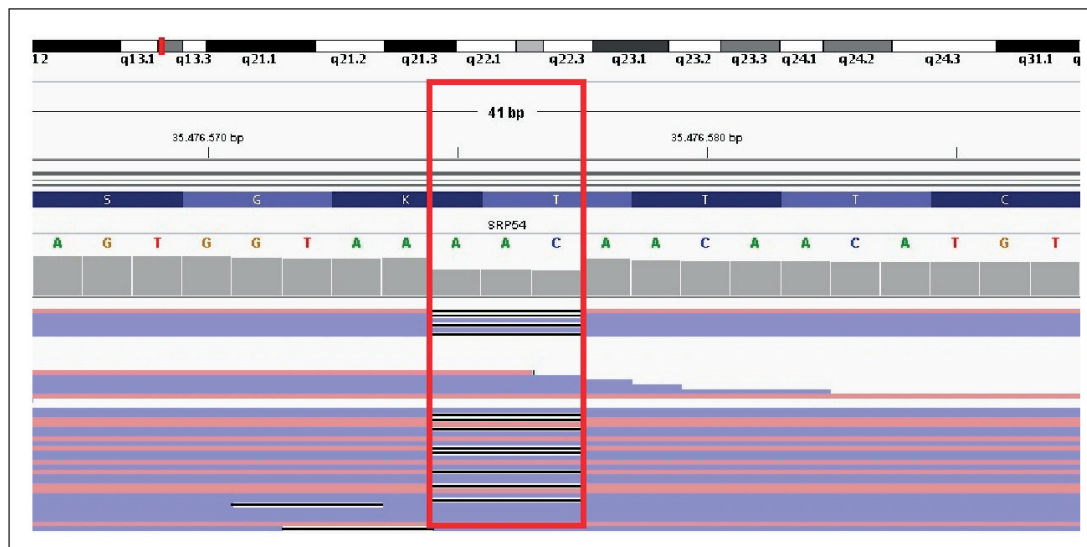 12 q13.1 q13.3 q21.1 q21.2 q21.3 q22.1 q22.3 q23.1 q23.2 q23.3 q24.1 q24.2 q24.3 q31.1 q
41 bp
35.476.570 bp 35.476.580 bp
S G K T T T C
SRP54
A G T G G T A A A A C A A C A A C A T G T